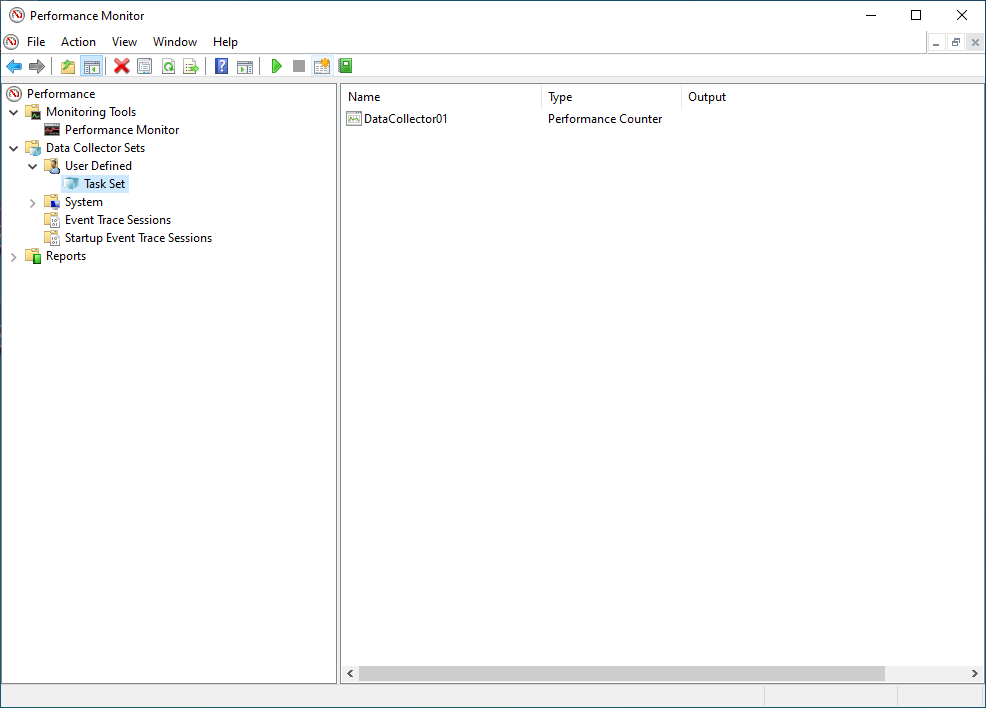 Performance Monitor
File Action View Window Help
Performance
Monitoring Tools
Performance Monitor
Data Collector Sets
User Defined
Task Set
System
Event Trace Sessions
Startup Event Trace Sessions
Reports
Name Type Output
DataCollector01 Performance Counter